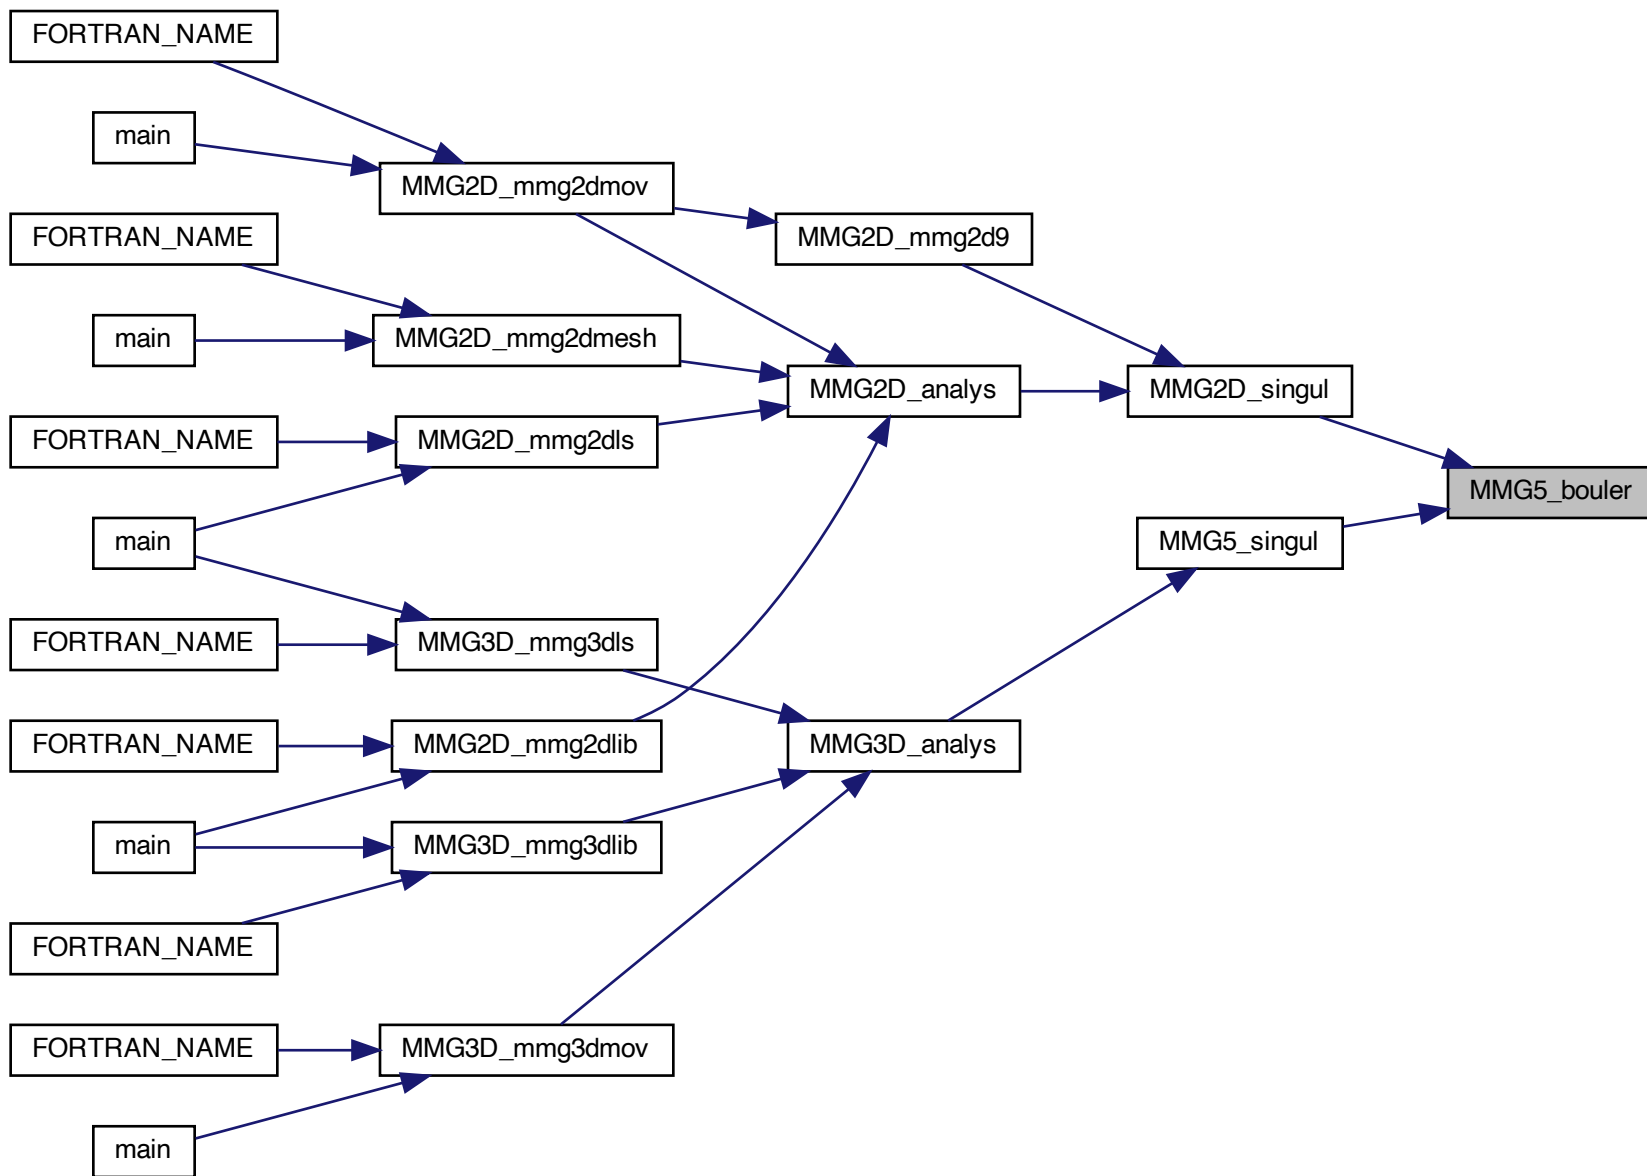 FORTRAN_NAME
main
MMG2D_mmg2dmov
FORTRAN_NAME
MMG2D_mmg2d9
main
MMG2D_mmg2dmesh
MMG2D_analys
MMG2D_singul
FORTRAN_NAME
MMG2D_mmg2dls
MMG5_bouler
main
MMG5_singul
FORTRAN_NAME
MMG3D_mmg3dls
FORTRAN_NAME
MMG2D_mmg2dlib
MMG3D_analys
main
MMG3D_mmg3dlib
FORTRAN_NAME
FORTRAN_NAME
MMG3D_mmg3dmov
main